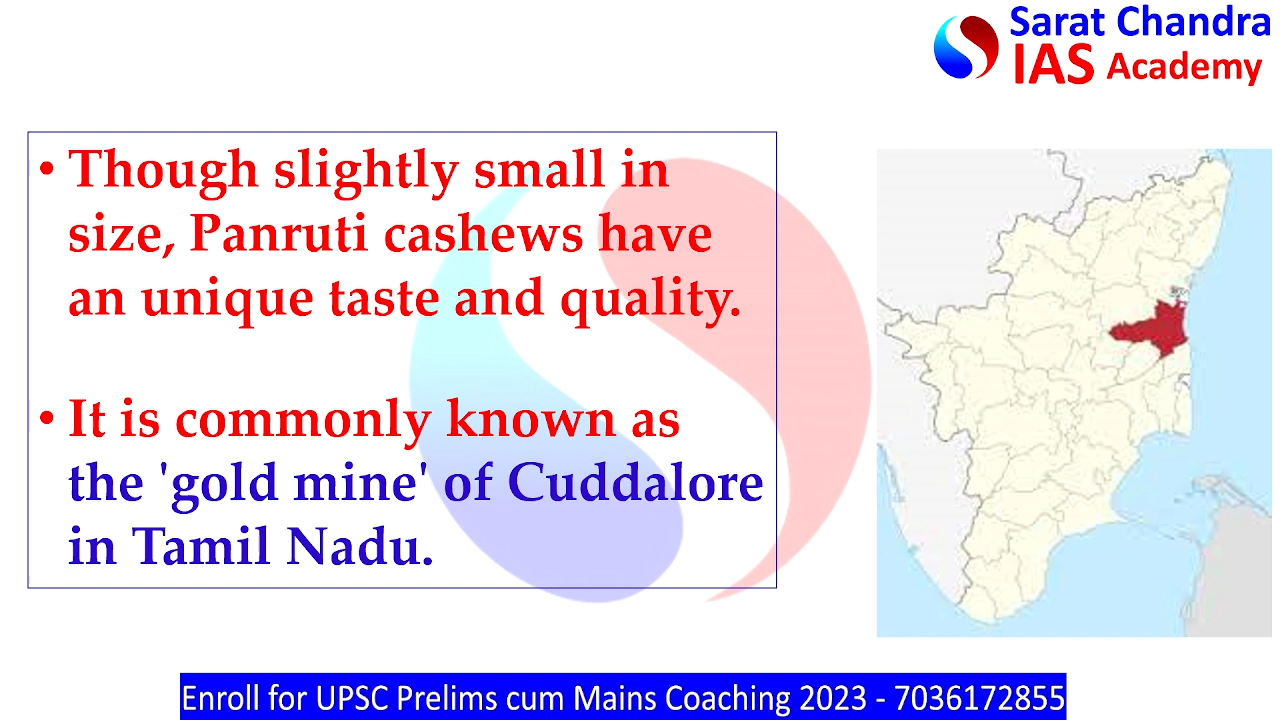 Sarat Chandra
IAS Academy
• Though slightly small in
size, Panruti cashews have
an unique taste and quality.
• It is commonly known as
the 'gold mine' of Cuddalore
in Tamil Nadu.
Enroll for UPSC Prelims cum Mains Coaching 2023 - 7036172855